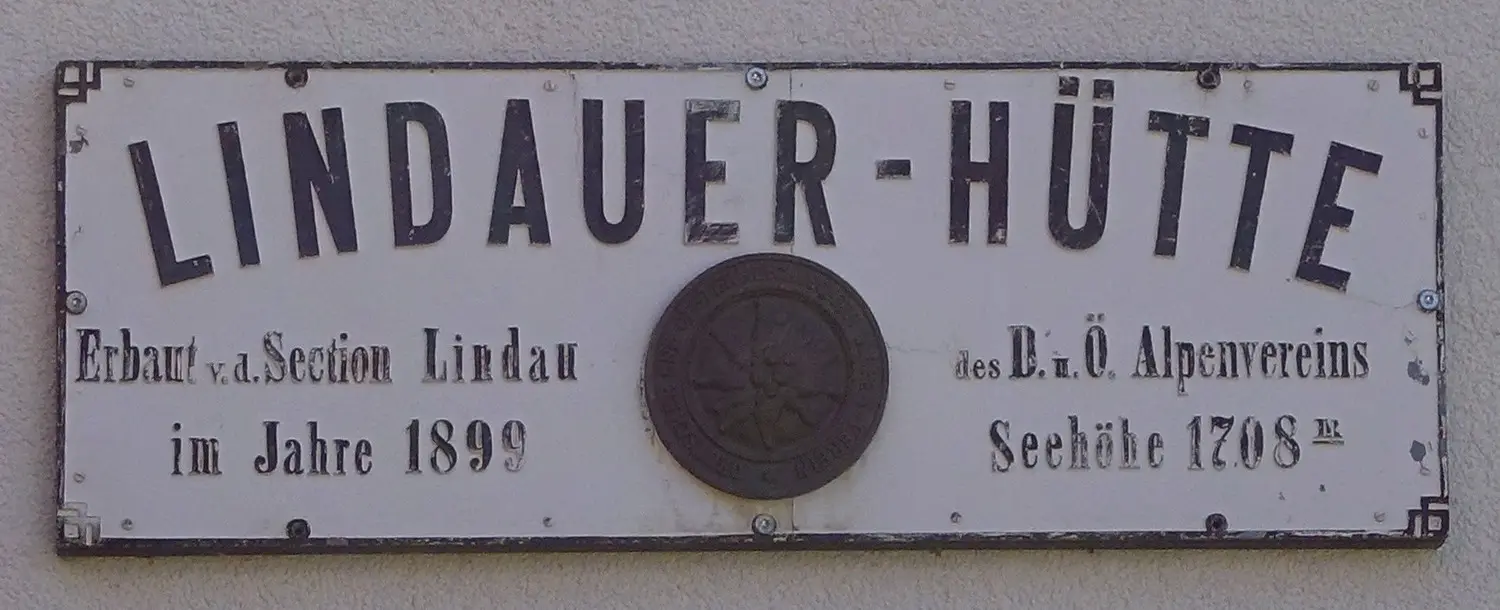 LINDAUER-HÜTTE
Erbaut v. d. Section Lindau
im Jahre 1899
des D. u. Ö. Alpenvereins
Seehöhe 1708 m